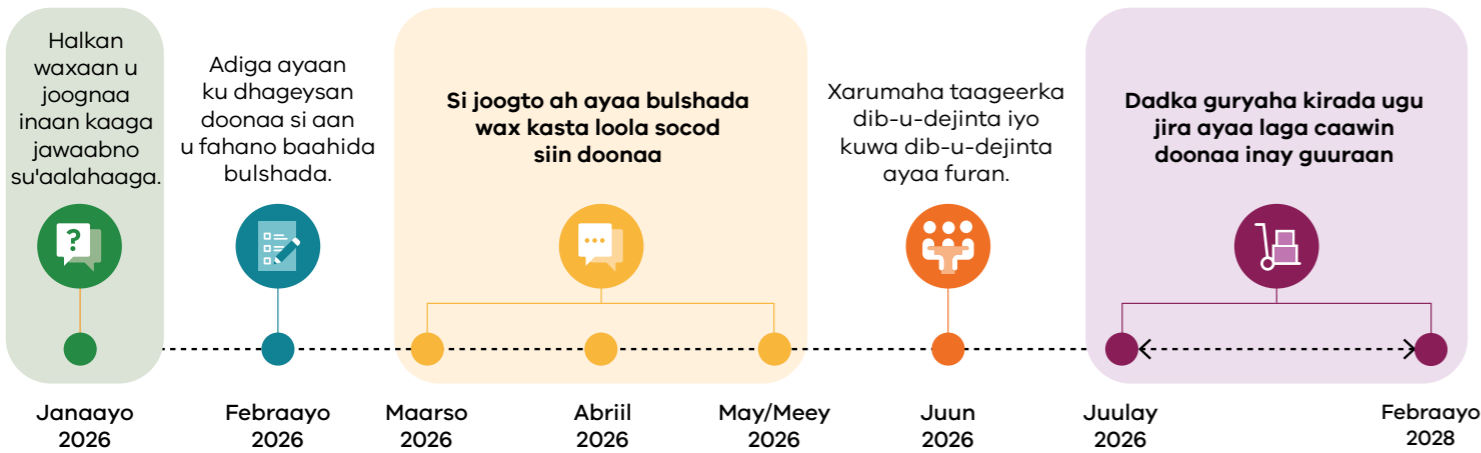 Halkan
waxaan u
joognaa
inaan kaaga
jawaabno
su'aalahaaga.
Adiga ayaan
ku dhageysan
doonaa si aan
u fahano baahida
bulshada.
Si joogto ah ayaa bulshada
wax kasta loola socod
siin doonaa
Xarumaha taageerka
dib-u-dejinta iyo
kuwa dib-u-dejinta
ayaa furan.
Dadka guryaha kirada ugu
jira ayaa laga caawin
doonaa inay guuraan
?
Janaayo
2026
Febraayo
2026
Maarso
2026
Abriil
2026
May/Meey
2026
Juun
2026
Juulay
2026
Febraayo
2028